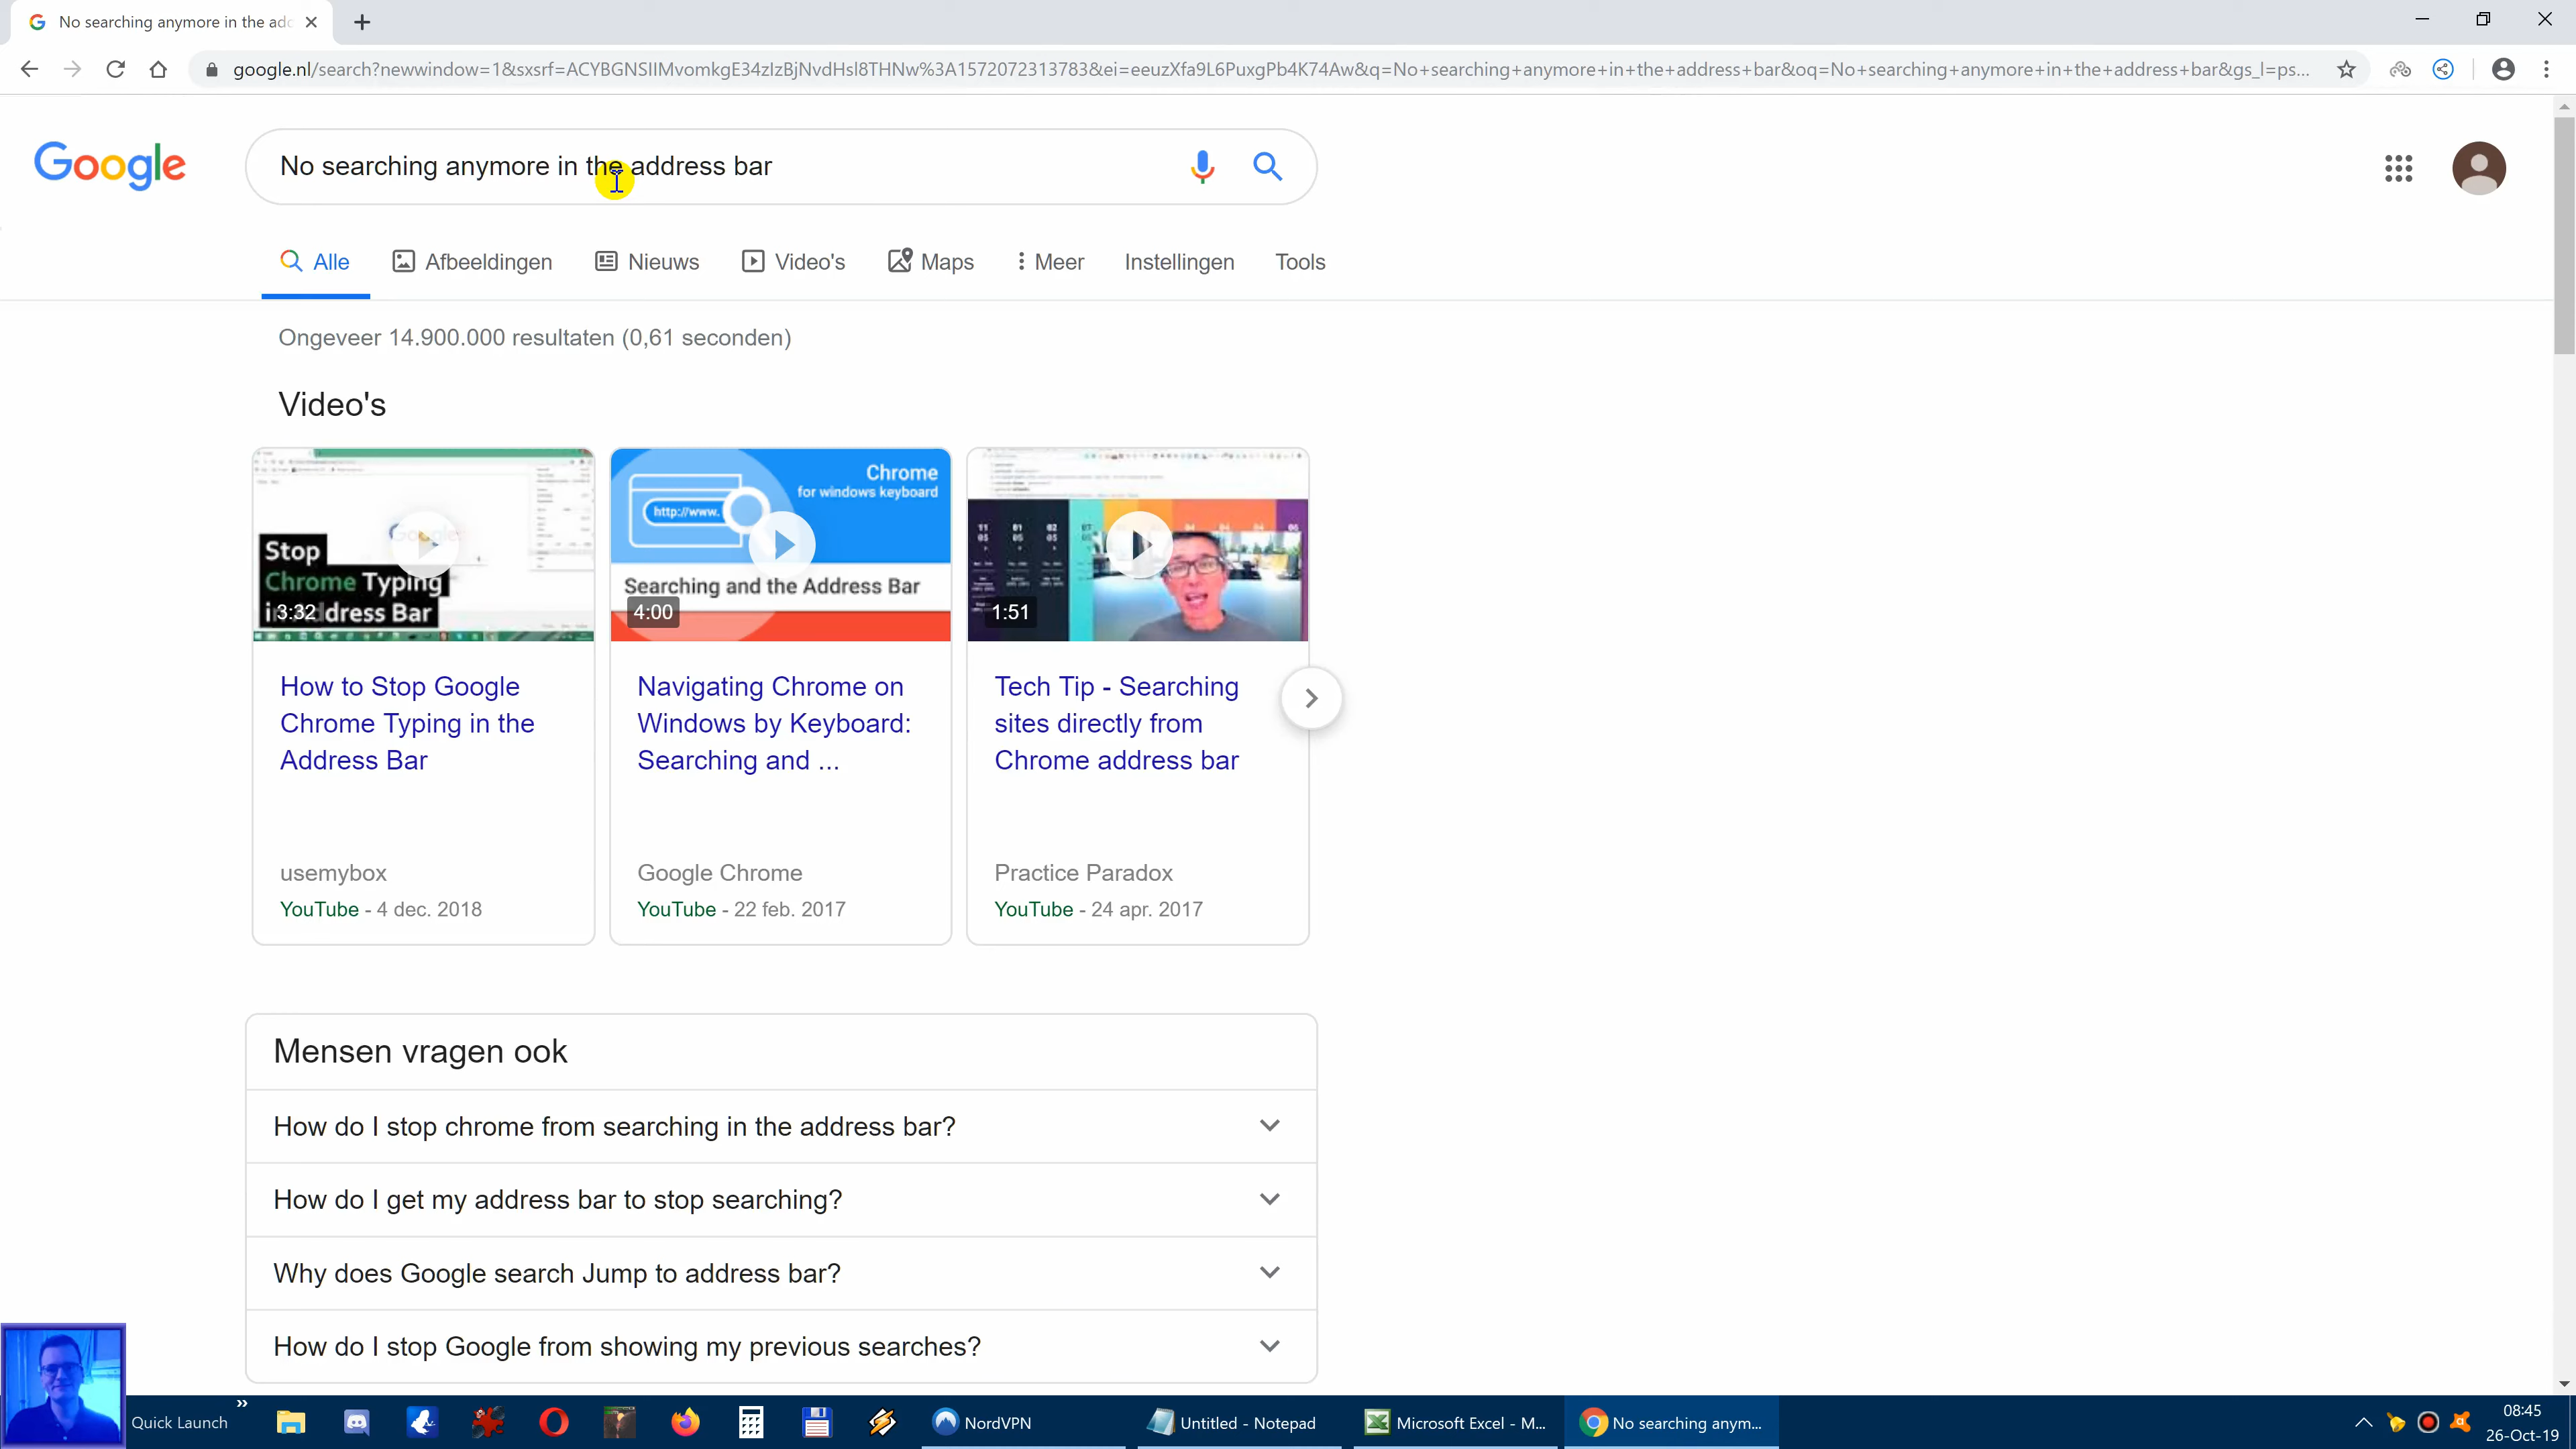 No searching anymore in the add
google.nl/search?newwindow=1&sxsrf=ACYBGNSIIMvomkgE34zIzBjNvdHsl8THNw%3A1572072313783&ei=eeuzXfa9L6PuxgPb4K74Aw&q=No+searching+anymore+in+the+address+bar&oq=No+searching+anymore+in+the+address+bar&gs_l=ps...
Google
No searching anymore in the address bar
Alle
Afbeeldingen
Nieuws
Video's
Maps
Meer
Instellingen
Tools
Ongeveer 14.900.000 resultaten (0,61 seconden)
Video's
Stop
Chrome Typing
3:32
dress Bar
Chrome
for windows keyboard
http://www.
Searching and the Address Bar
4:00
1:51
How to Stop Google
Chrome Typing in the
Address Bar
usemybox
YouTube - 4 dec. 2018
Navigating Chrome on
Windows by Keyboard:
Searching and ...
Google Chrome
YouTube - 22 feb. 2017
Tech Tip - Searching
sites directly from
Chrome address bar
Practice Paradox
YouTube - 24 apr. 2017
Mensen vragen ook
How do I stop chrome from searching in the address bar?
How do I get my address bar to stop searching?
Why does Google search Jump to address bar?
How do I stop Google from showing my previous searches?
Quick Launch
NordVPN
Untitled - Notepad
Microsoft Excel - M...
No searching anym...
08:45
26-Oct-19